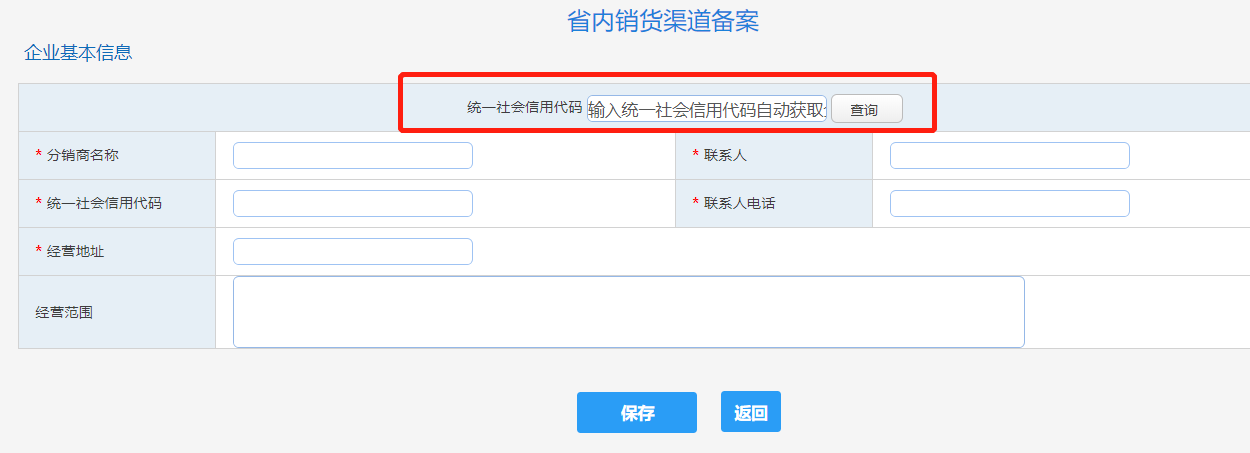 省内销货渠道备案
企业基本信息
统一社会信用代码 输入统一社会信用代码自动获取 查询
* 分销商名称 * 联系人
* 统一社会信用代码 * 联系人电话
* 经营地址
经营范围
保存 返回